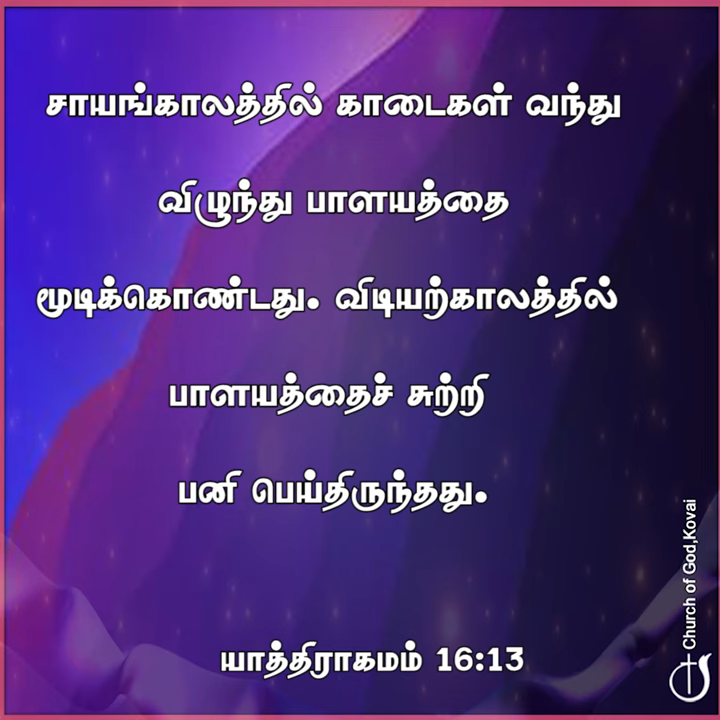 சாயங்காலத்தில் காடைகள் வந்து
விழுந்து பாளயத்தை
மூடிக்கொண்டது. விடியற்காலத்தில்
பாளயத்தைச் சுற்றி
பனி பெய்திருந்தது.
யாத்திராகமம் 16:13
Church of God,Kovai